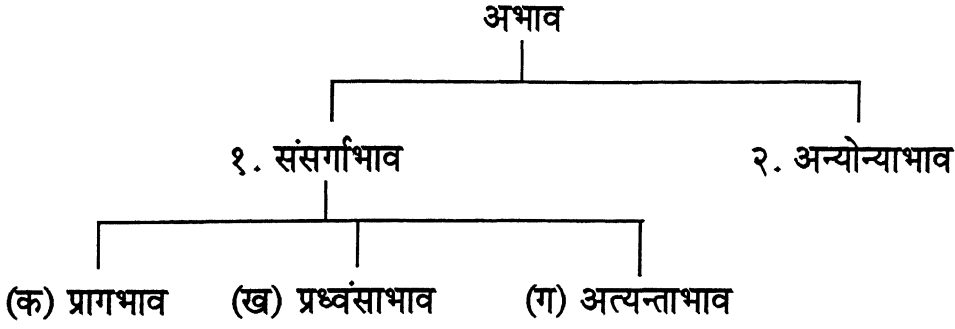 अभाव
१. संसर्गाभाव २. अन्योन्याभाव
(क) प्रागभाव (ख) प्रध्वंसाभाव (ग) अत्यन्ताभाव